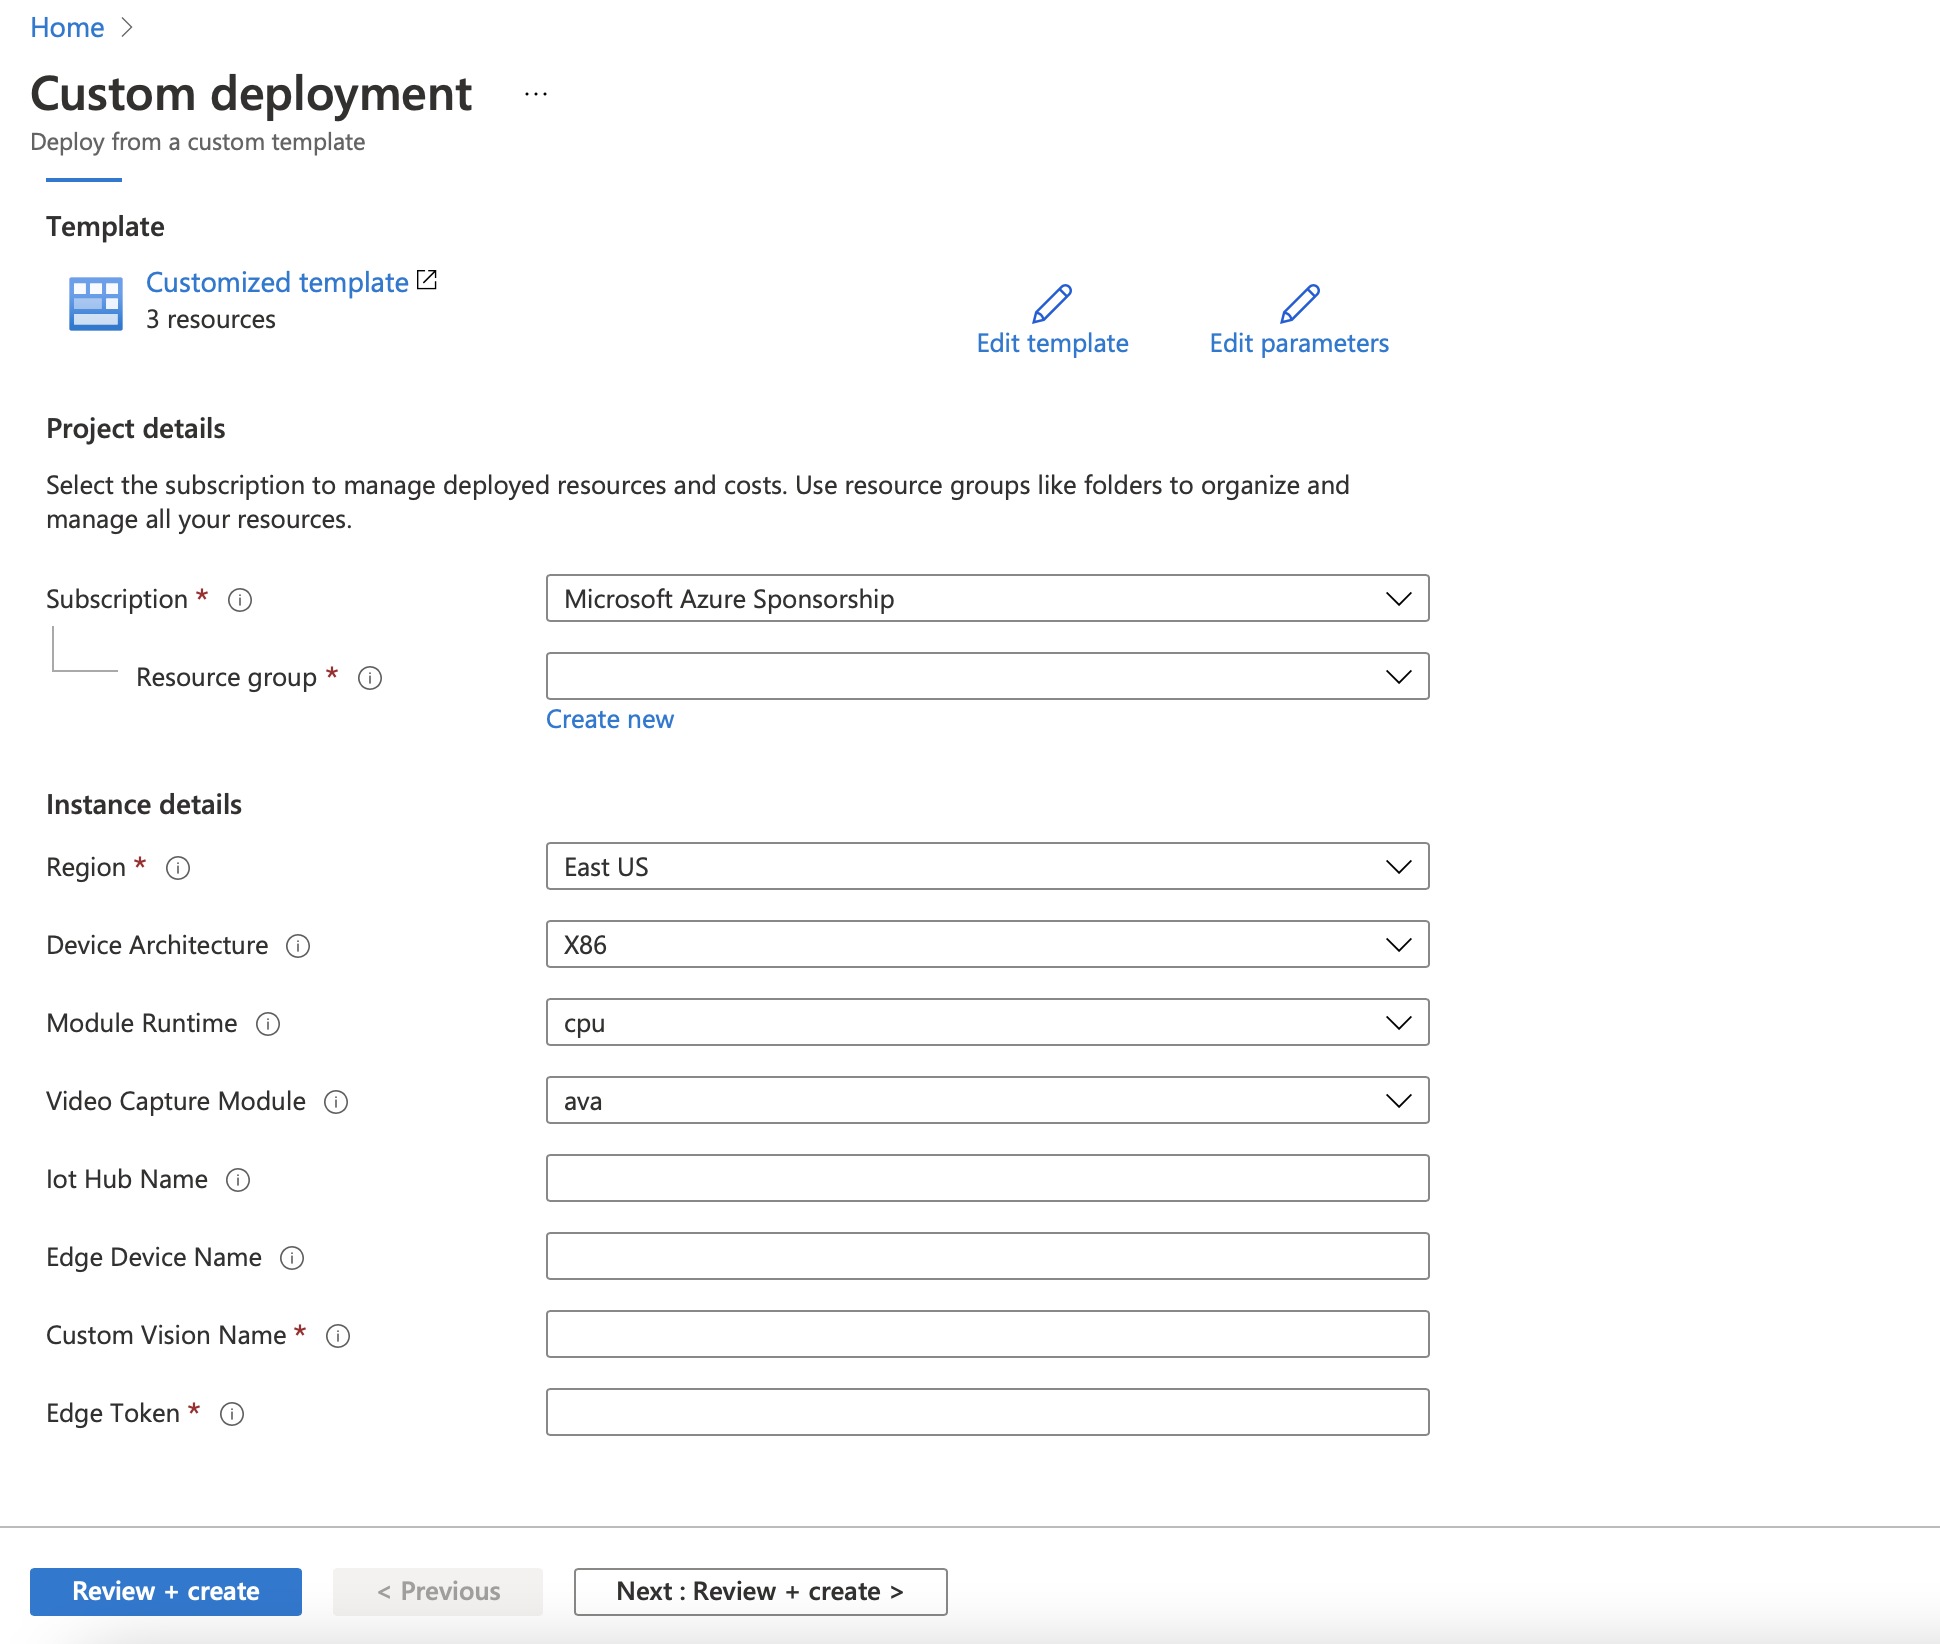 Home
Custom deployment ...
Deploy from a custom template
Template
Customized template
3 resources
Edit template
Edit parameters
Project details
Select the subscription to manage deployed resources and costs. Use resource groups like folders to organize and
manage all your resources.
Subscription *
Microsoft Azure Sponsorship
Resource group *
Create new
Instance details
Region *
East US
Device Architecture
X86
Module Runtime
cpu
Video Capture Module
ava
Iot Hub Name
Edge Device Name
Custom Vision Name *
Edge Token *
Review + create
< Previous
Next : Review + create >